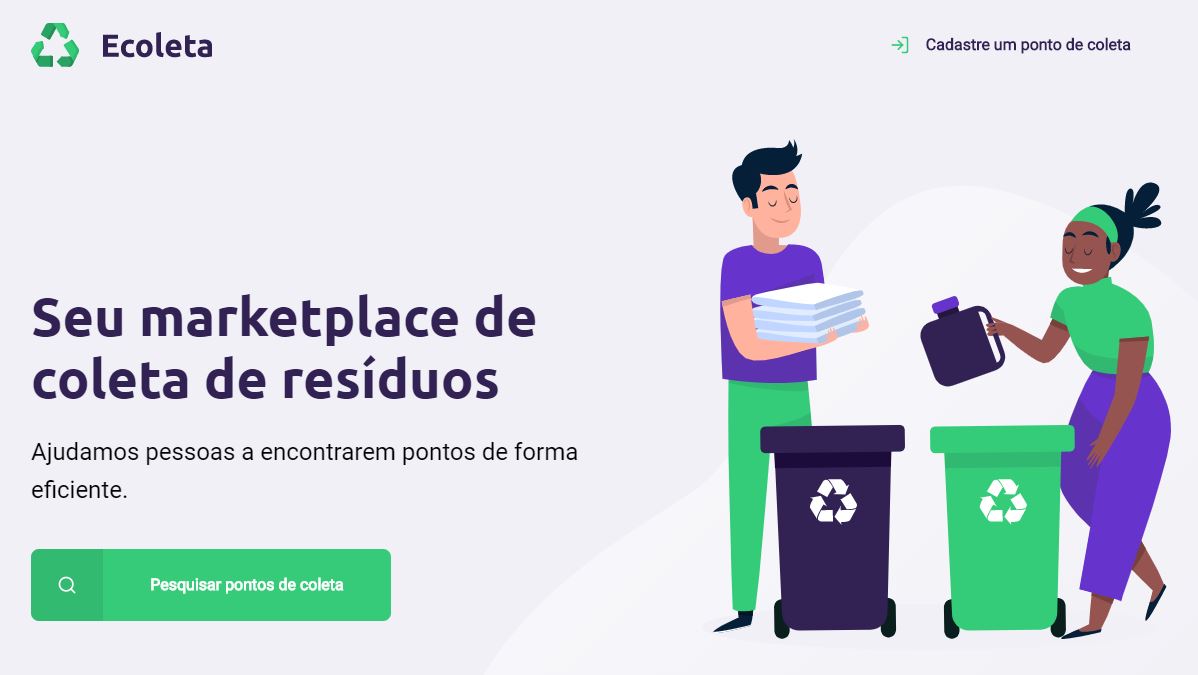 Ecoleta
Cadastre um ponto de coleta
Seu marketplace de
coleta de resíduos
Ajudamos pessoas a encontrarem pontos de forma
eficiente.
Pesquisar pontos de coleta